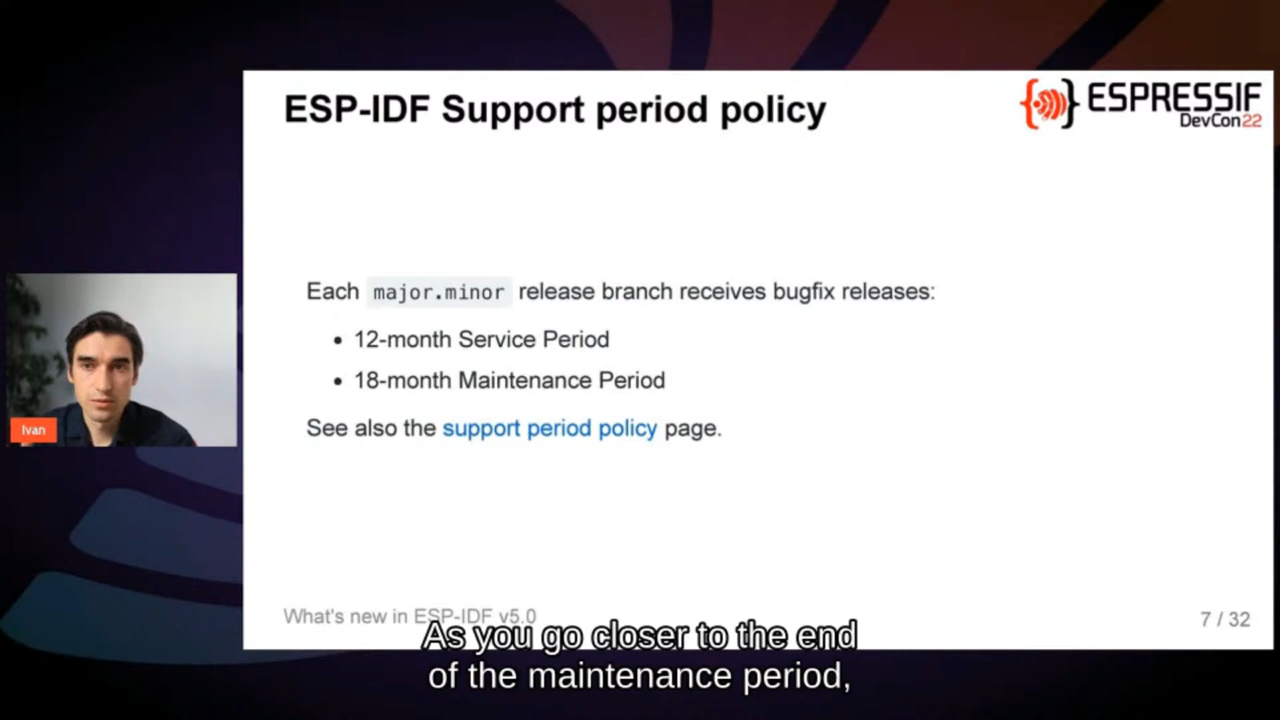 ESP-IDF Support period policy
ESPRESSIF
DevCon22
Each major.minor release branch receives bugfix releases:
• 12-month Service Period
• 18-month Maintenance Period
See also the support period policy page.
Ivan
What's new in ESP-IDF v5.0
7 / 32
As you go closer to the end
of the maintenance period,